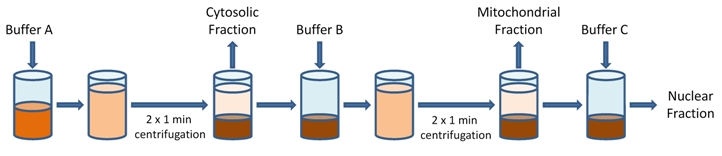 Buffer A
Cytosolic
Fraction
Buffer B
Mitochondrial
Fraction
Buffer C
2 x 1 min
centrifugation
2 x 1 min
centrifugation
Nuclear
Fraction